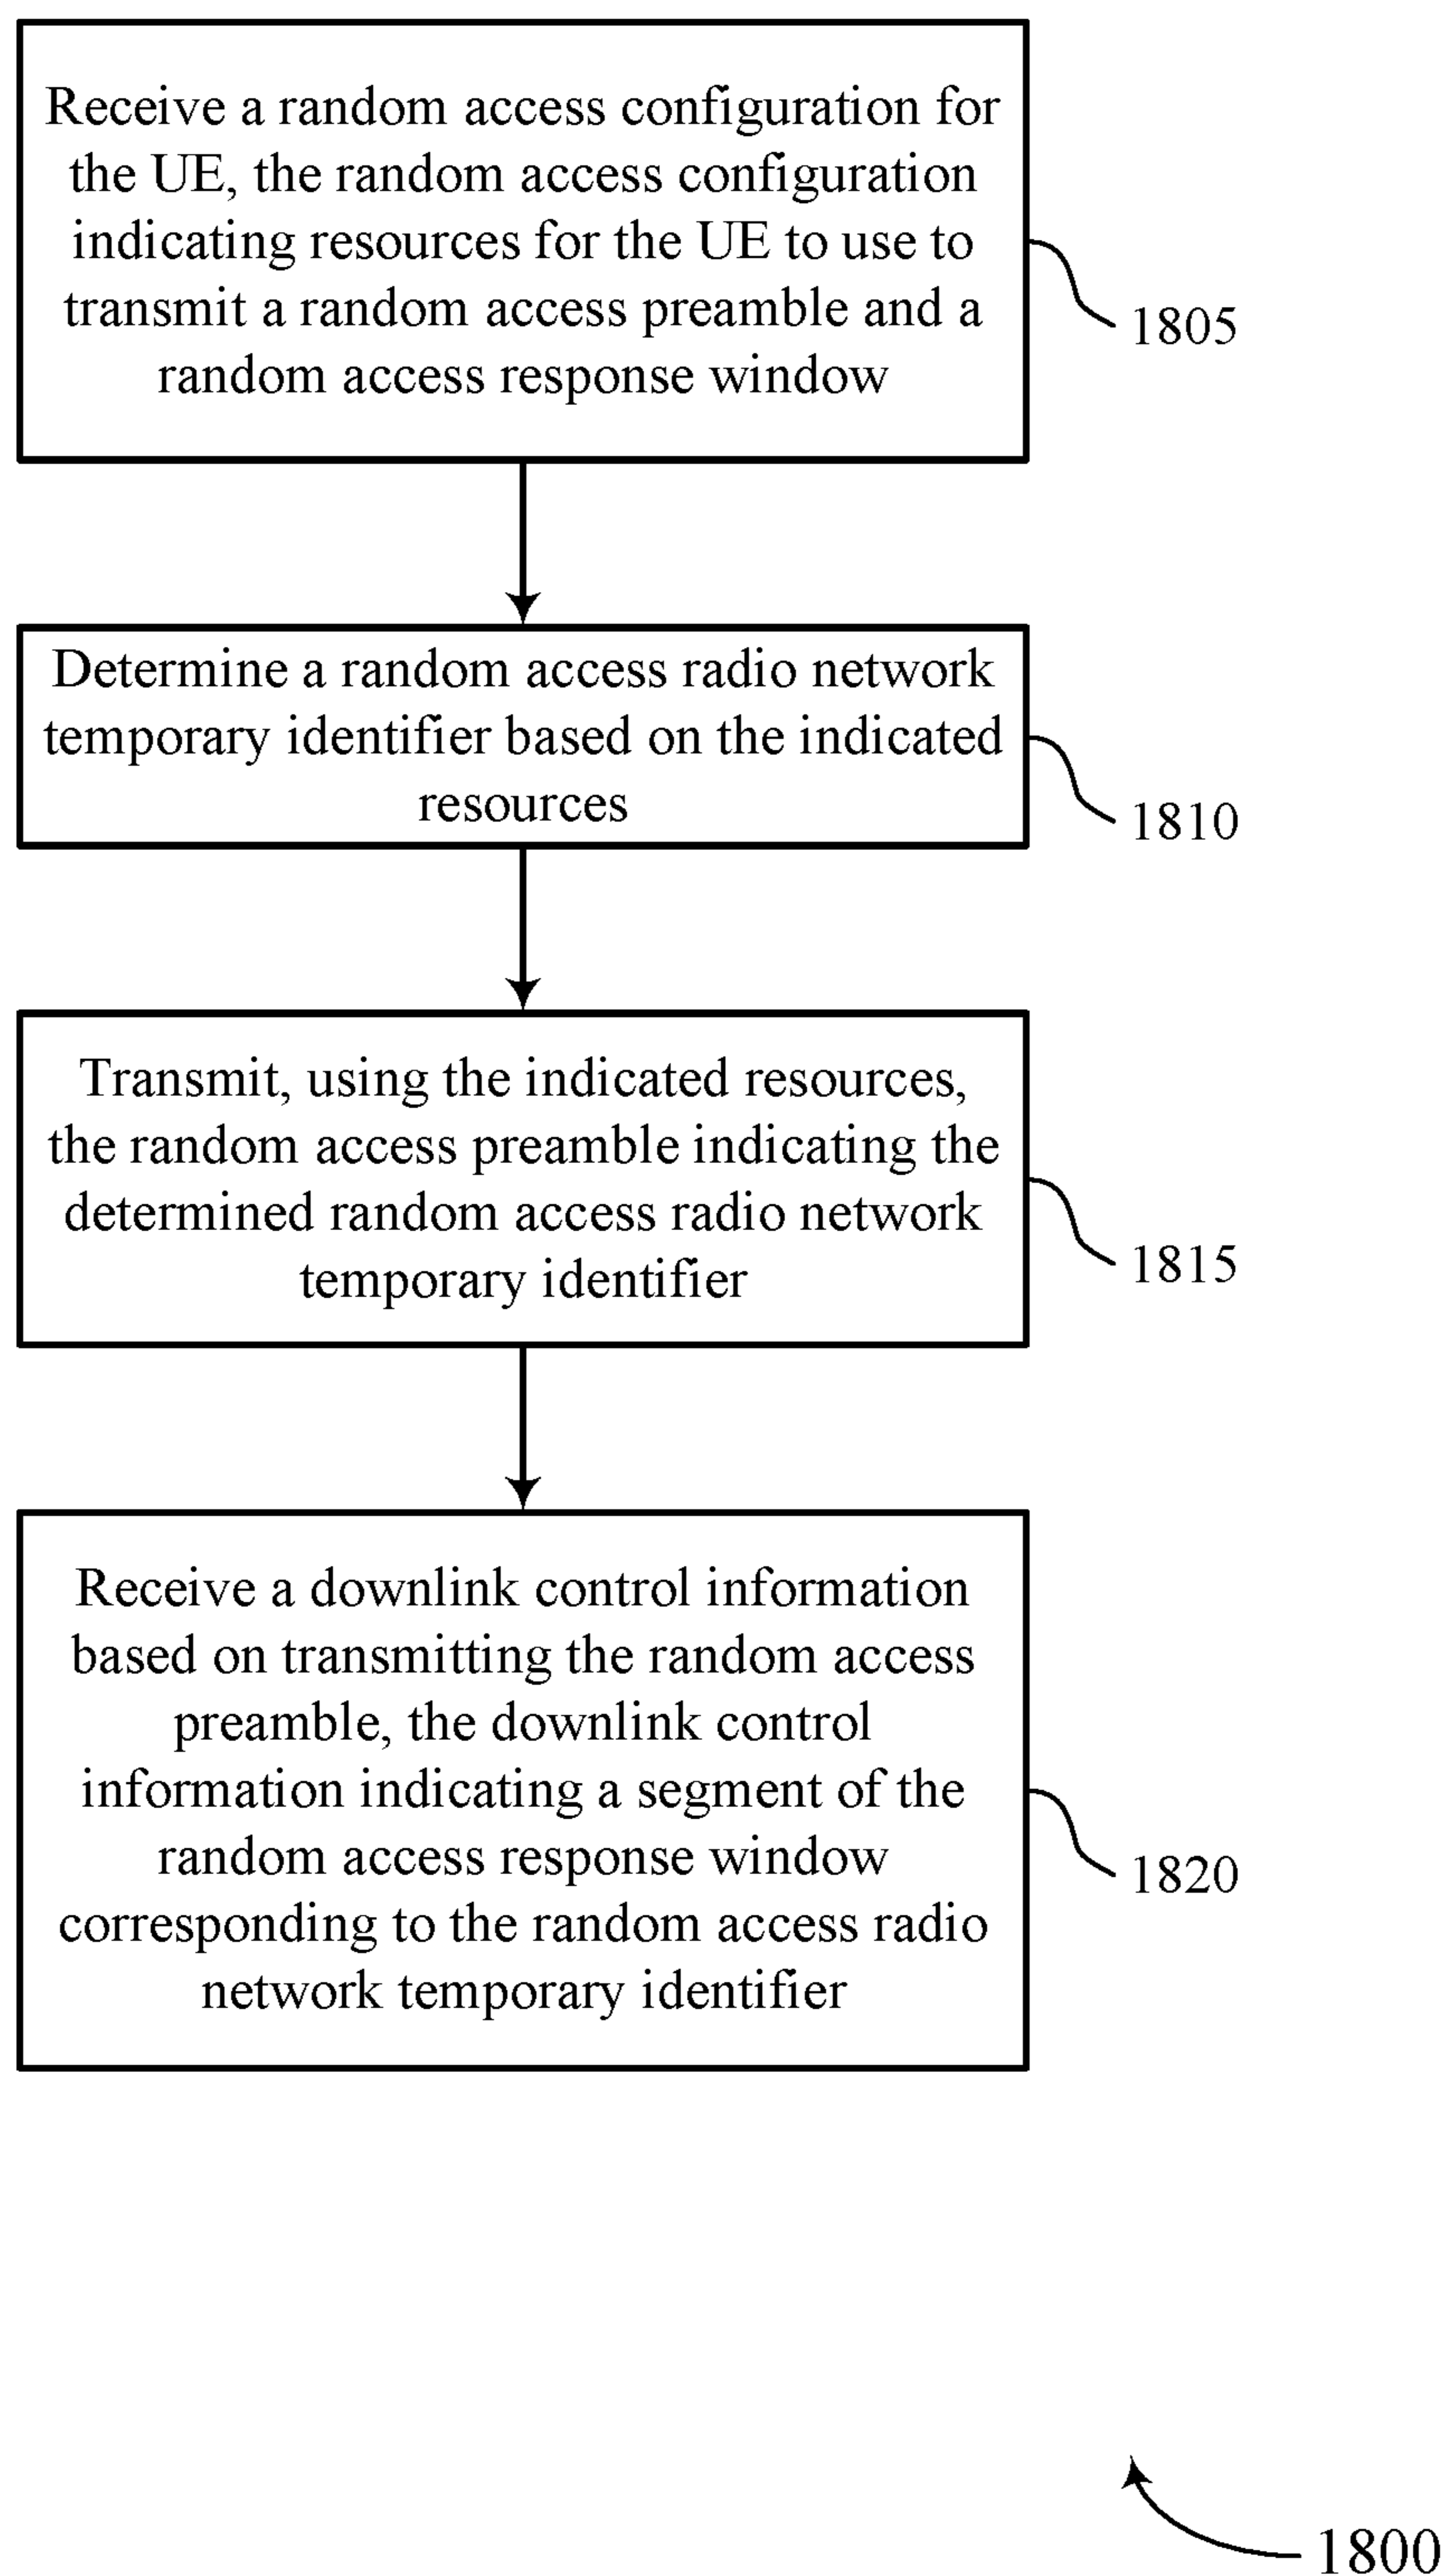 Receive a random access configuration for
the UE, the random access configuration
indicating resources for the UE to use to
transmit a random access preamble and a
random access response window
1805
Determine a random access radio network
temporary identifier based on the indicated
resources
1810
Transmit, using the indicated resources,
the random access preamble indicating the
determined random access radio network
temporary identifier
1815
Receive a downlink control information
based on transmitting the random access
preamble, the downlink control
information indicating a segment of the
random access response window
corresponding to the random access radio
network temporary identifier
1820
1800